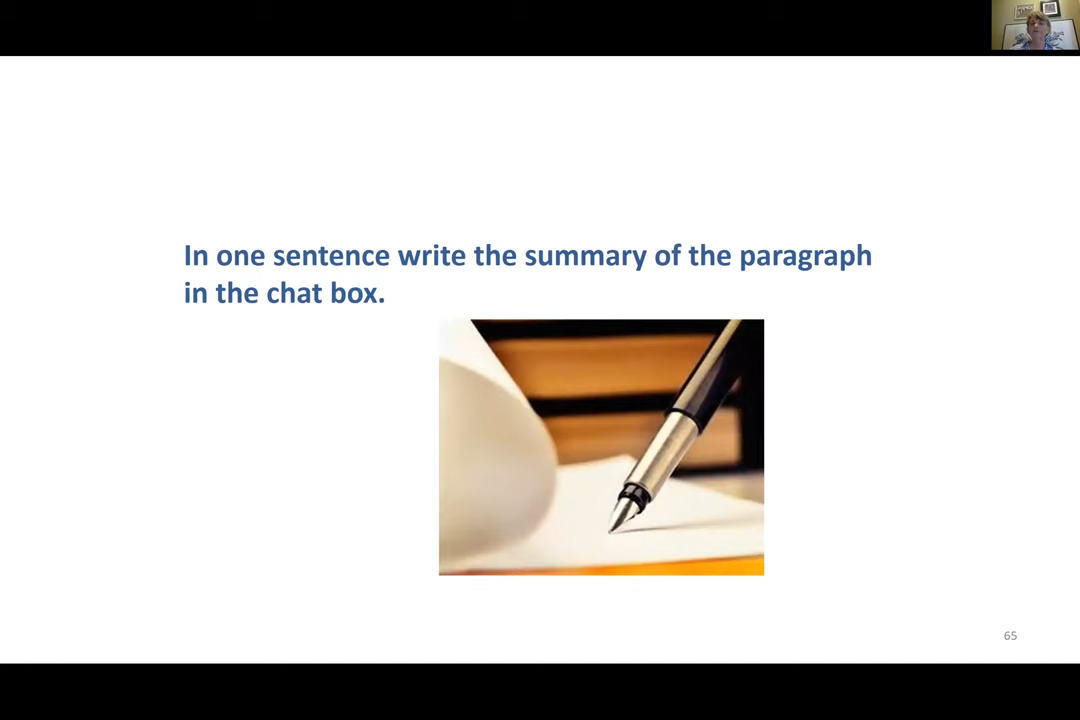 In one sentence write the summary of the paragraph
in the chat box.
65